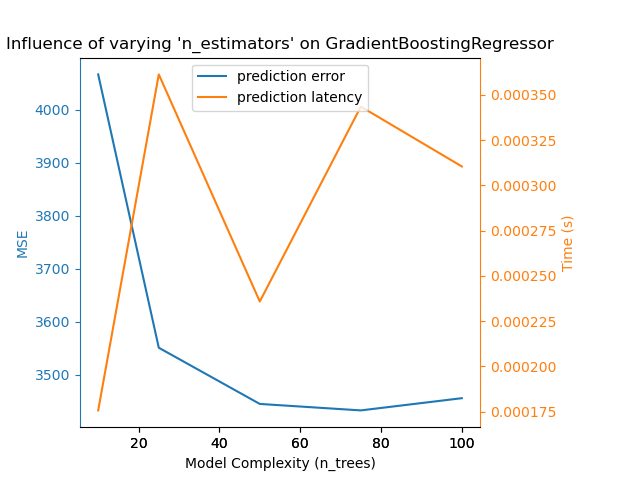 Influence of varying 'n_estimators' on GradientBoostingRegressor
prediction error
prediction latency
4000
3900
3800
3700
3600
3500
MSE
0.000350
0.000325
0.000300
0.000275
0.000250
0.000225
0.000200
0.000175
Time (s)
20 40 60 80 100
Model Complexity (n_trees)